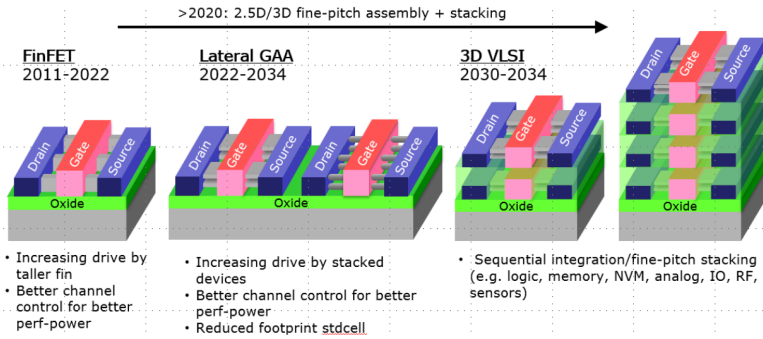 >2020: 2.5D/3D fine-pitch assembly + stacking
FinFET
2011-2022
Drain
Gate
Source
Oxide
• Increasing drive by
taller fin
• Better channel
control for better
perf-power
Lateral GAA
2022-2034
Drain
Gate
Source
Drain
Gate
Source
Oxide
• Increasing drive by stacked
devices
• Better channel control for better
perf-power
• Reduced footprint stdcell
3D VLSI
2030-2034
Drain
Gate
Source
Oxide
Drain
Gate
Source
Oxide
• Sequential integration/fine-pitch stacking
(e.g. logic, memory, NVM, analog, IO, RF,
sensors)